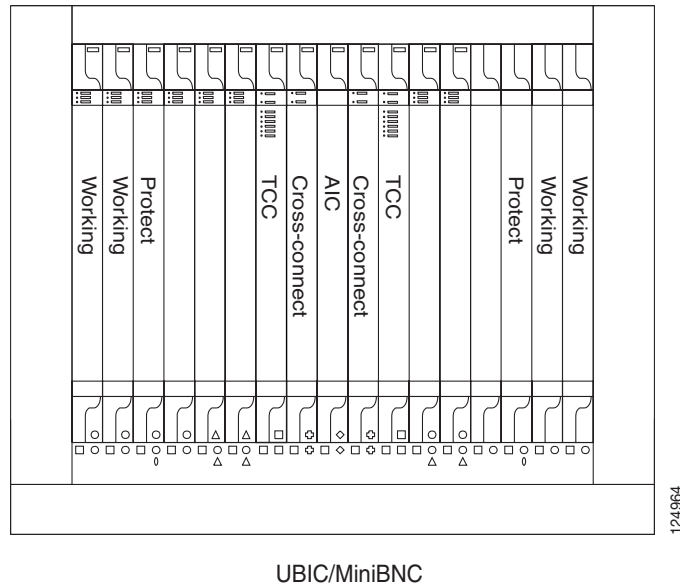 Working
Working
Protect
TCC
Cross-connect
AIC
Cross-connect
TCC
Protect
Working
Working
124964
UBIC/MiniBNC